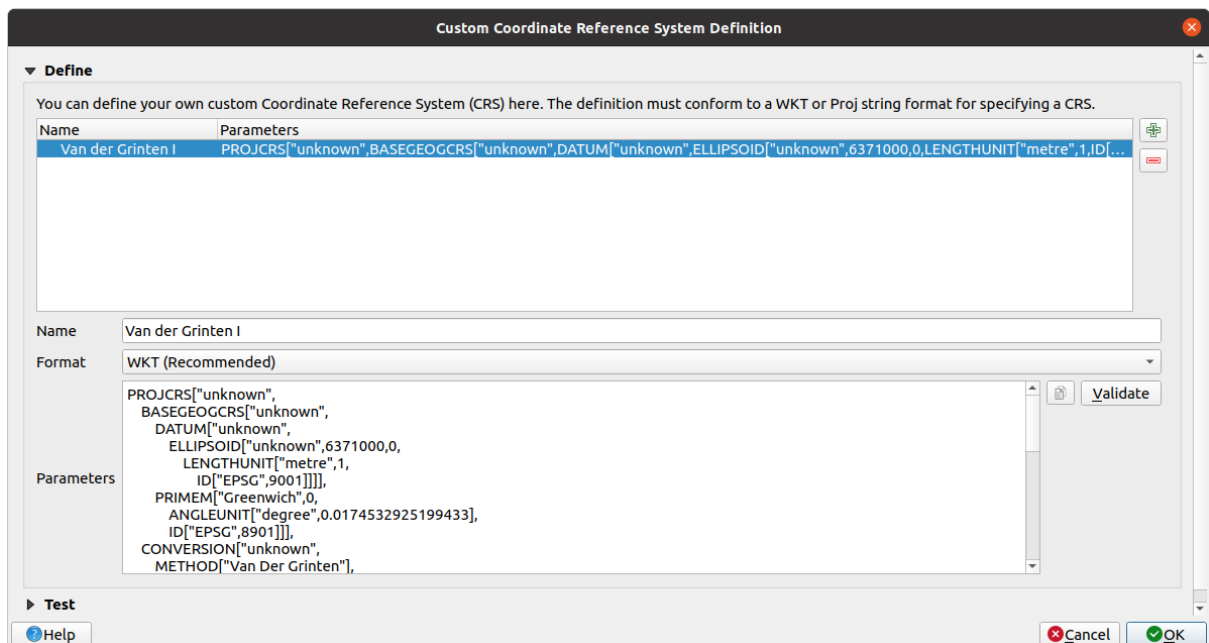 Custom Coordinate Reference System Definition
Define
You can define your own custom Coordinate Reference System (CRS) here. The definition must conform to a WKT or Proj string format for specifying a CRS.
Name Parameters
Van der Grinten I PROJCRS["unknown",BASEGEOGCRS["unknown",DATUM["unknown",ELLIPSOID["unknown",6371000,0,LENGTHUNIT["metre",1,ID[...
Name Van der Grinten I
Format WKT (Recommended)
Parameters
PROJCRS["unknown",
BASEGEOGCRS["unknown",
DATUM["unknown",
ELLIPSOID["unknown",6371000,0,
LENGTHUNIT["metre",1,
ID["EPSG",9001]]]],
PRIMEM["Greenwich",0,
ANGLEUNIT["degree",0.0174532925199433],
ID["EPSG",8901]]],
CONVERSION["unknown",
METHOD["Van Der Grinten"],
Validate
Test
Help Cancel OK